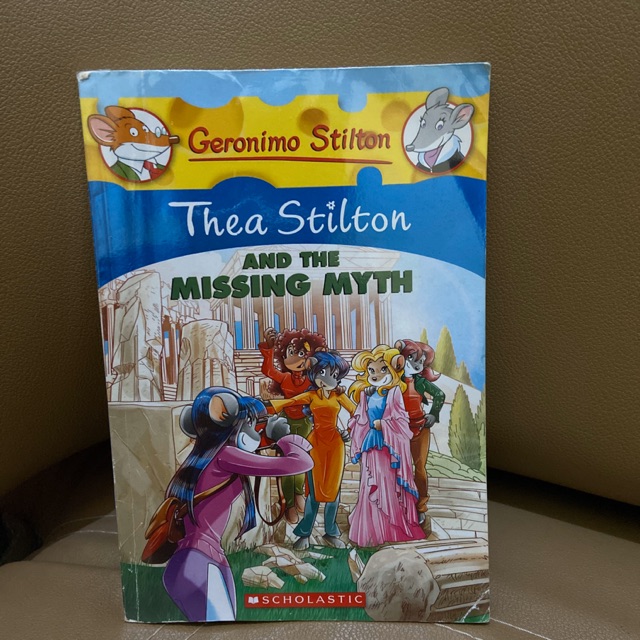 Geronimo Stilton
Thea Stilton
AND THE
MISSING MYTH
SCHOLASTIC